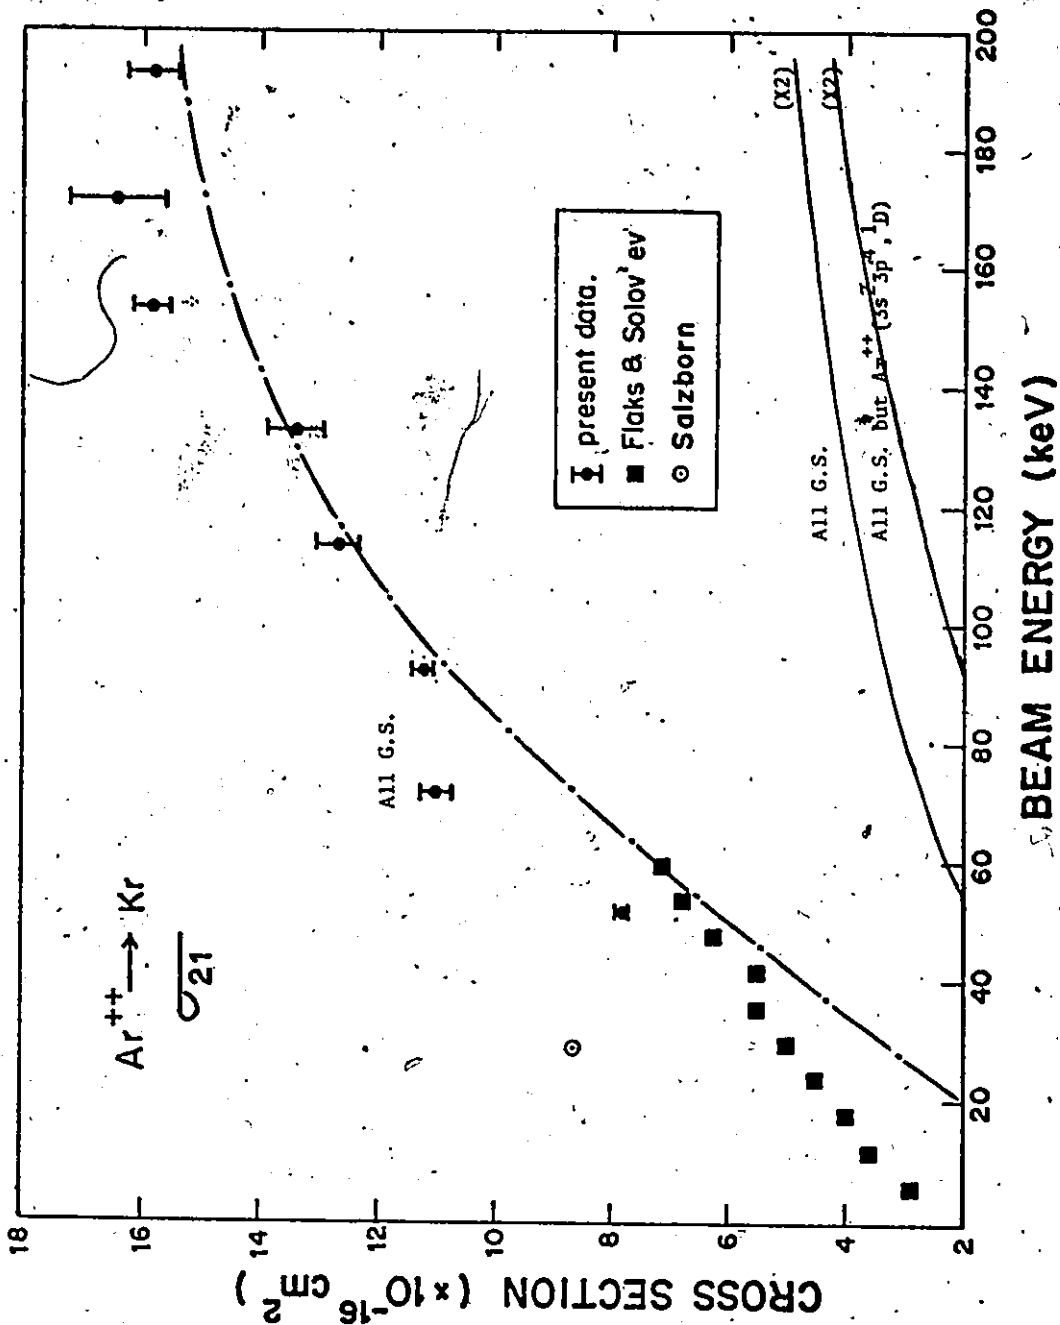 Ar++ → Kr
σ21
All G.S.
present data.
Flaks & Solov'ev'
Salzborn
(X2)
(X2)
All G.S.
All G.S. but Ar++ (3s2 3p4, 1D)
CROSS SECTION (×10-16 cm2)
18
16
14
12
10
8
6
4
2
20
40
60
80
100
120
140
160
180
200
BEAM ENERGY (keV)